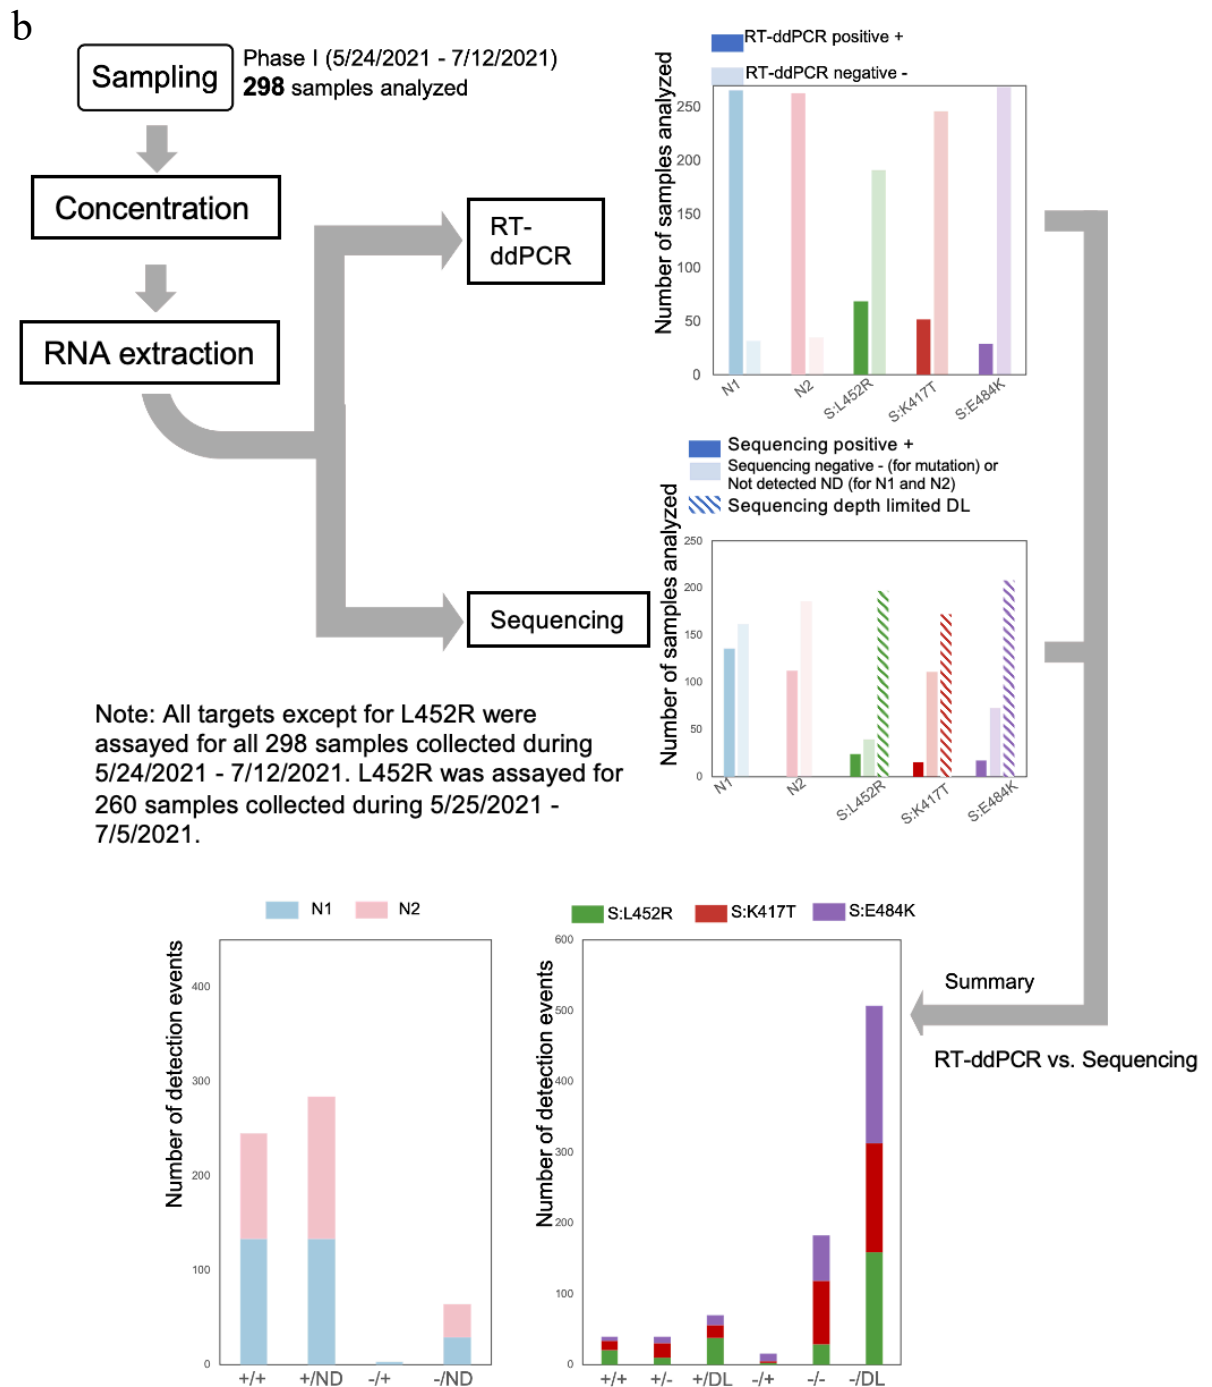 b
Sampling
Phase I (5/24/2021 - 7/12/2021)
298 samples analyzed
Concentration
RNA extraction
RT-
ddPCR
Sequencing
Note: All targets except for L452R were
assayed for all 298 samples collected during
5/24/2021 - 7/12/2021. L452R was assayed for
260 samples collected during 5/25/2021 -
7/5/2021.
RT-ddPCR positive +
RT-ddPCR negative -
Number of samples analyzed
250
200
150
100
50
0
N1
N2
S:L452R
S:K417T
S:E484K
Sequencing positive +
Sequencing negative - (for mutation) or
Not detected ND (for N1 and N2)
Sequencing depth limited DL
Number of samples analyzed
250
200
150
100
50
0
N1
N2
S:L452R
S:K417T
S:E484K
N1
N2
Number of detection events
400
300
200
100
0
+/+
+/ND
-/+
-/ND
S:L452R
S:K417T
S:E484K
Number of detection events
600
500
400
300
200
100
0
+/+
+/-
+/DL
-/+
-/-
-/DL
Summary
RT-ddPCR vs. Sequencing